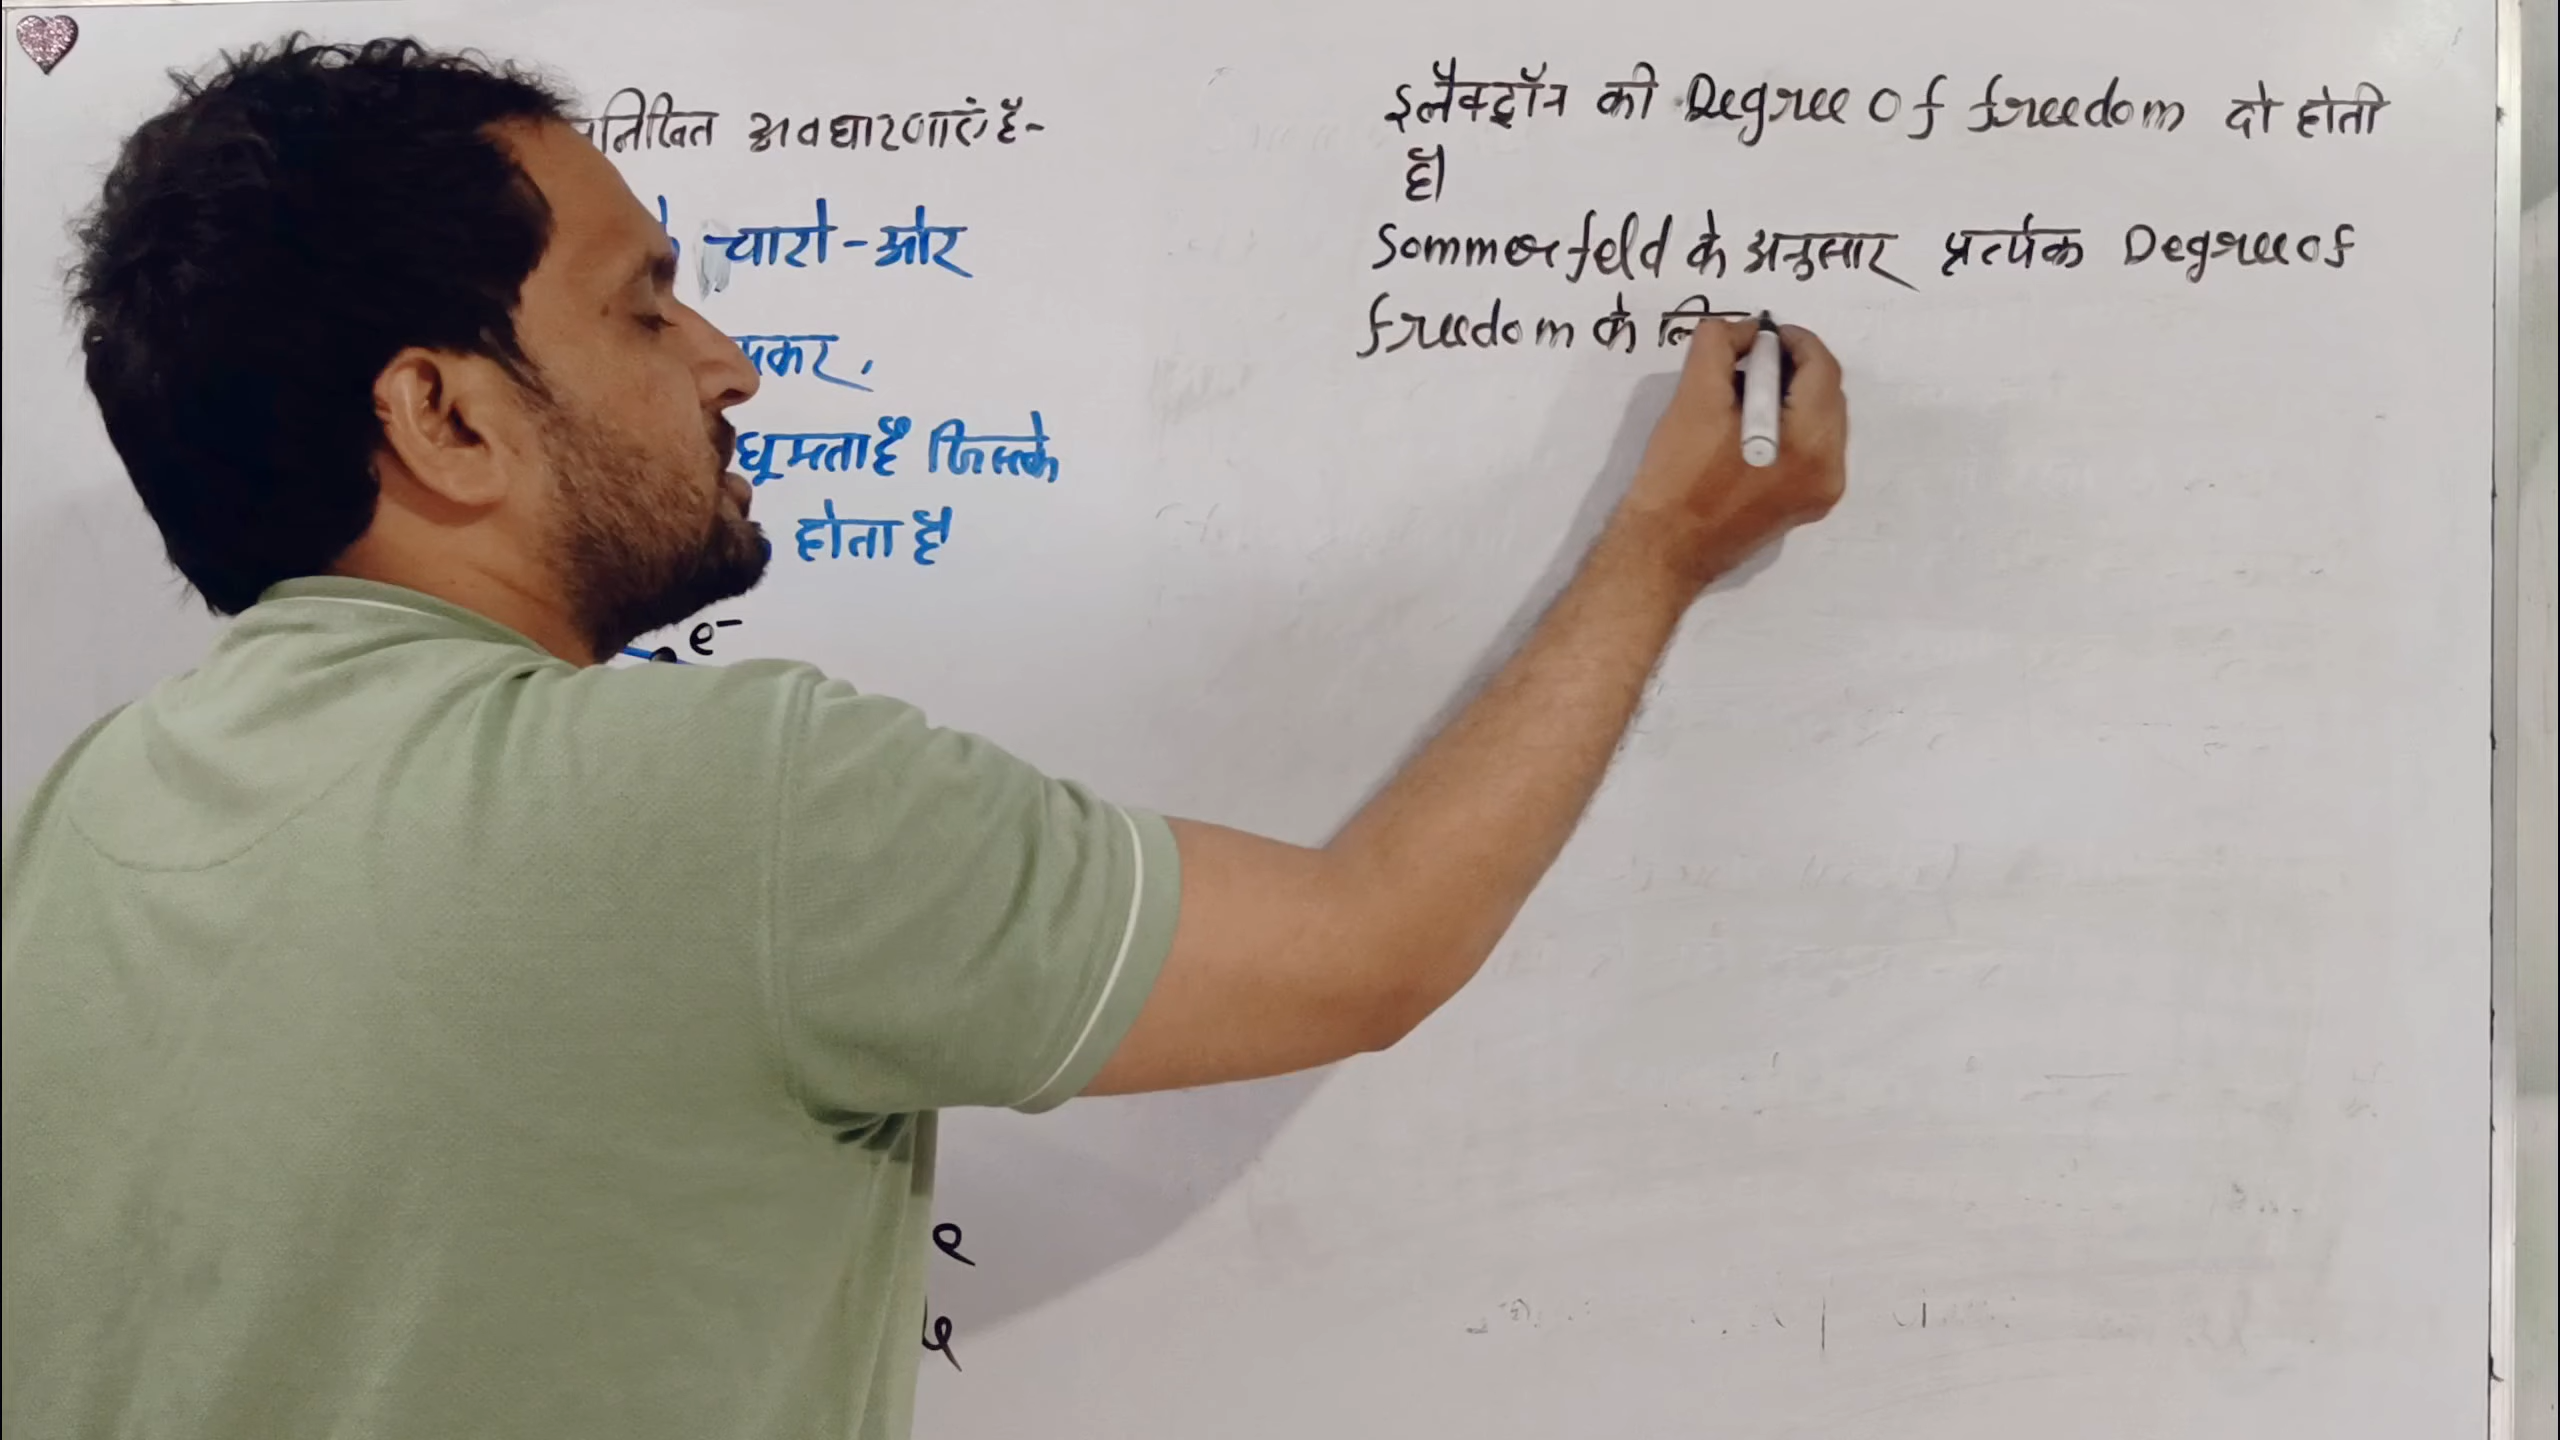 अवधारणाएं है-
चारो-ओर
घूमता है जिसके
होता है
e-
इलैक्ट्रॉन की Degree of freedom दो होती
है।
Sommerfeld के अनुसार प्रत्येक Degree of
freedom के